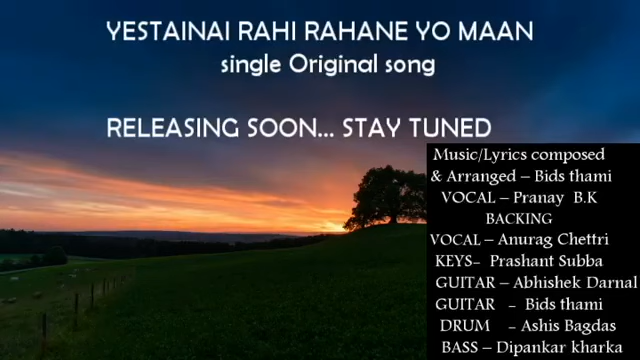 YESTAINAI RAHI RAHANE YO MAAN
single Original song
RELEASING SOON... STAY TUNED
Music/Lyrics composed
& Arranged – Bids thami
VOCAL – Pranay B.K
BACKING
VOCAL – Anurag Chettri
KEYS– Prashant Subba
GUITAR – Abhishek Darnal
GUITAR – Bids thami
DRUM – Ashis Bagdas
BASS – Dipankar kharka